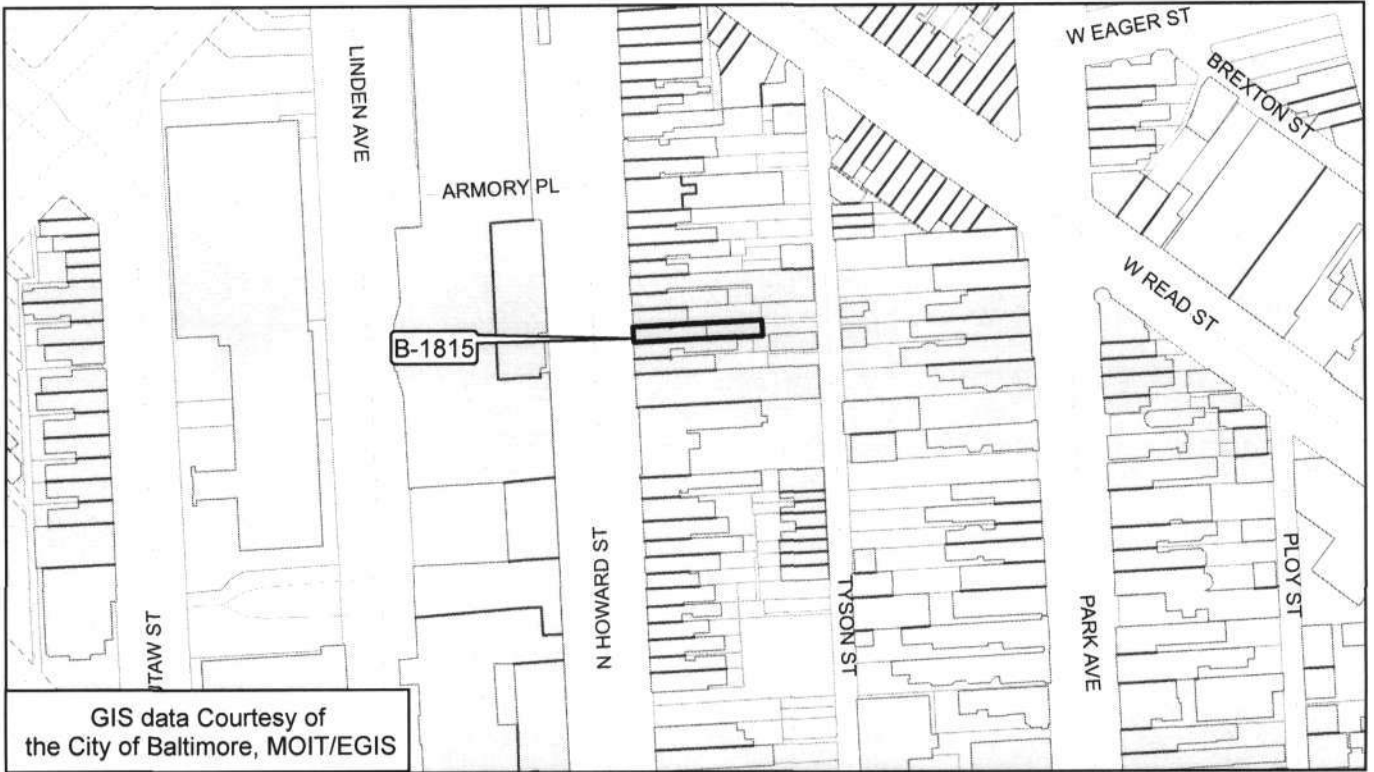 W EAGER ST
BREXTON ST
LINDEN AVE
ARMORY PL
W READ ST
B-1815
N HOWARD ST
TYSON ST
PARK AVE
PLOY ST
UTAW ST
GIS data Courtesy of
the City of Baltimore, MOIT/EGIS